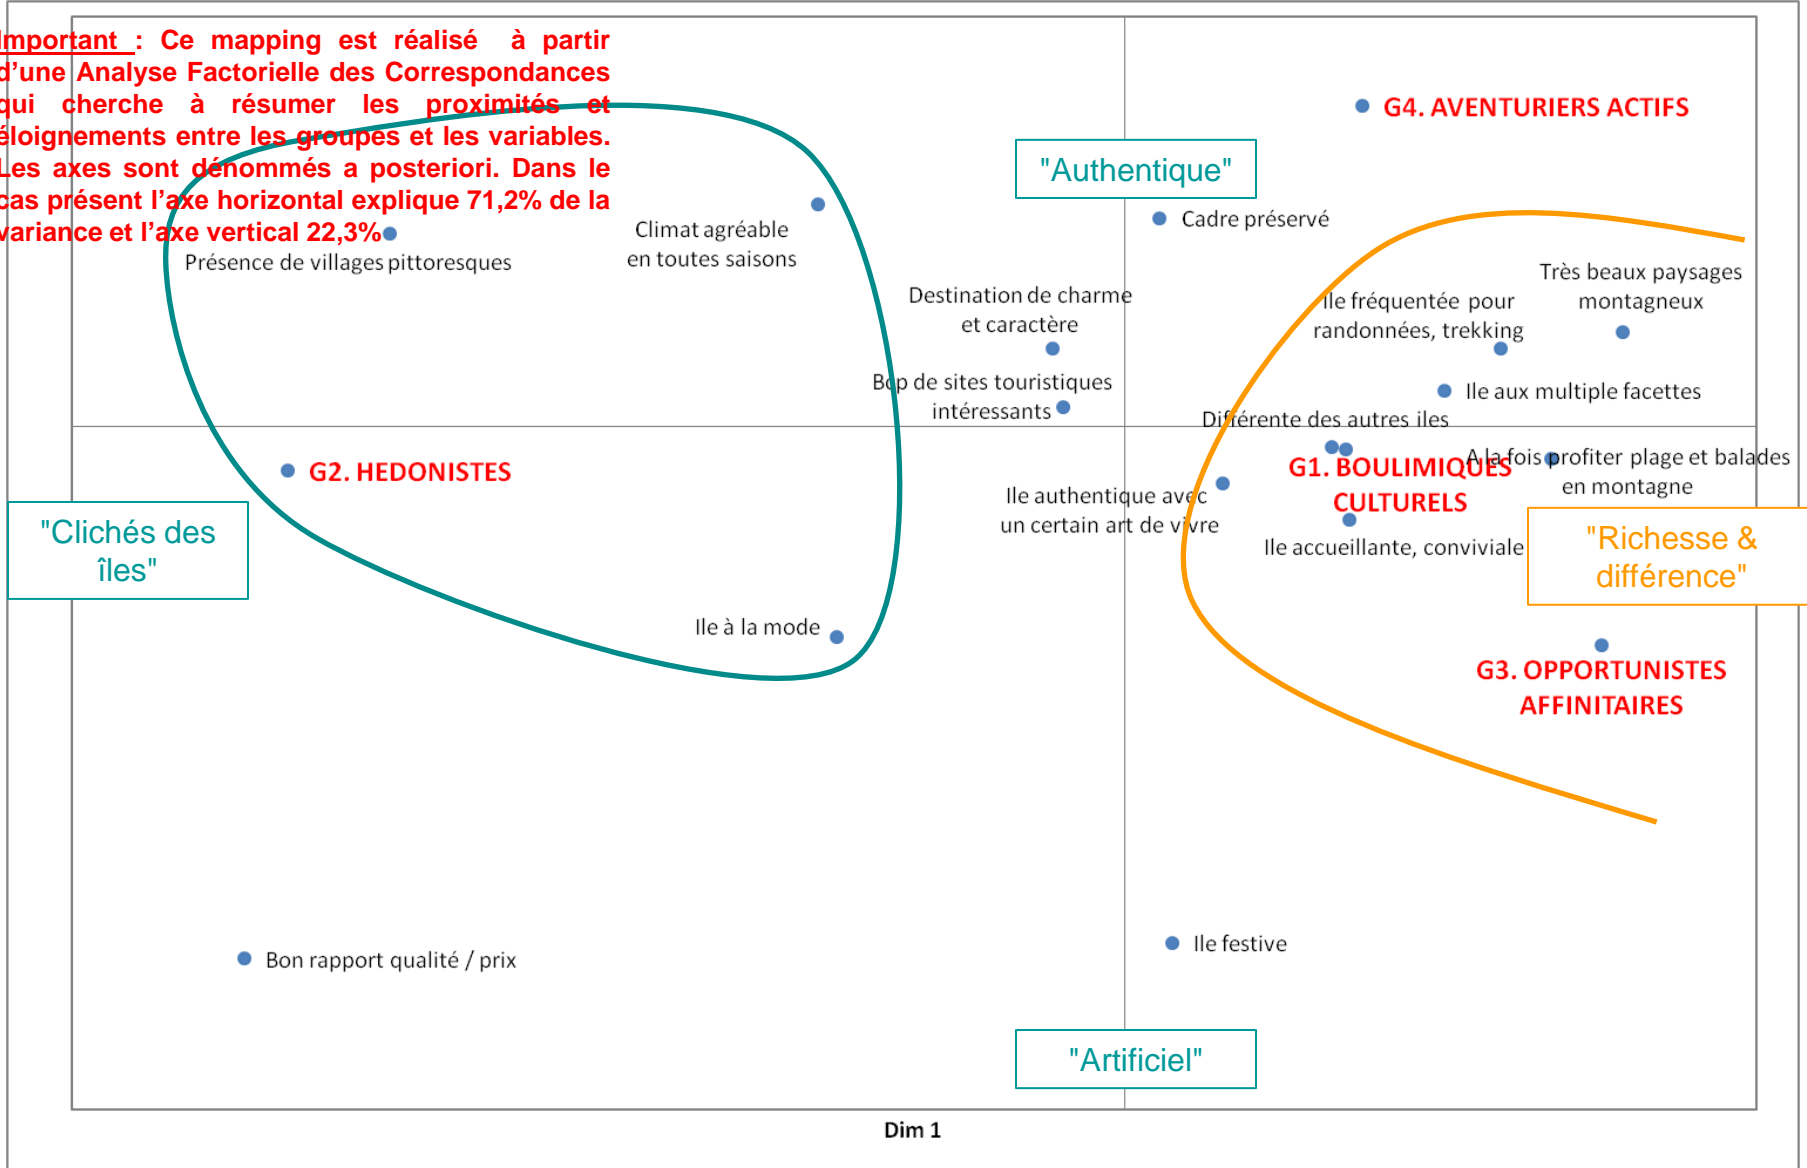 Important : Ce mapping est réalisé à partir
d’une Analyse Factorielle des Correspondances
qui cherche à résumer les proximités et
éloignements entre les groupes et les variables.
Les axes sont dénommés a posteriori. Dans le
cas présent l’axe horizontal explique 71,2% de la
variance et l’axe vertical 22,3%
G4. AVENTURIERS ACTIFS
"Authentique"
Cadre préservé
Climat agréable
en toutes saisons
Présence de villages pittoresques
Destination de charme
et caractère
Très beaux paysages
montagneux
Ile fréquentée pour
randonnées, trekking
Bcp de sites touristiques
intéressants
Ile aux multiple facettes
Différente des autres iles
G2. HEDONISTES
G1. BOULIMIQUES
CULTURELS
A la fois profiter plage et balades
en montagne
Ile authentique avec
un certain art de vivre
"Clichés des
îles"
Ile accueillante, conviviale
"Richesse &
différence"
Ile à la mode
G3. OPPORTUNISTES
AFFINITAIRES
Bon rapport qualité / prix
Ile festive
"Artificiel"
Dim 1